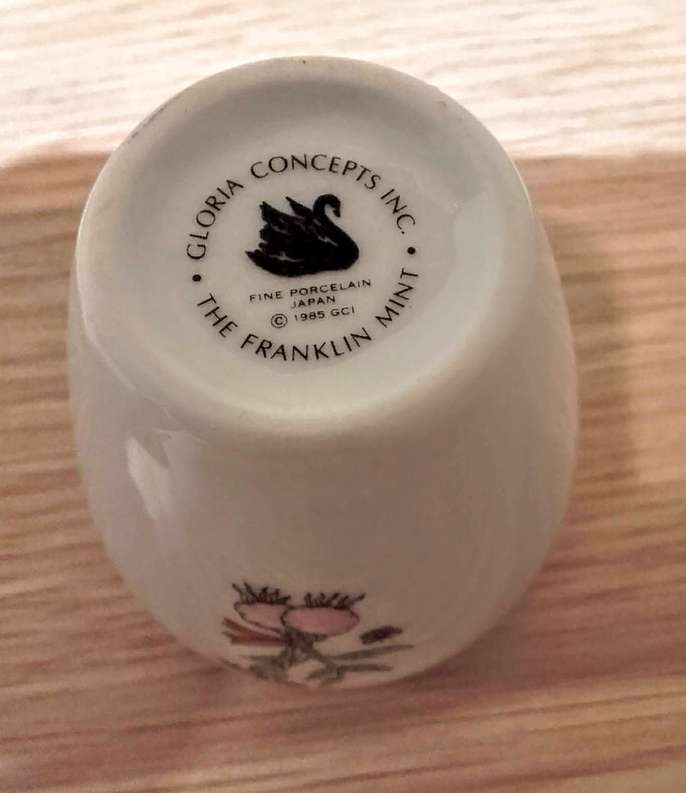 • GLORIA CONCEPTS INC. •
FINE PORCELAIN
JAPAN
© 1985 GCI
THE FRANKLIN MINT